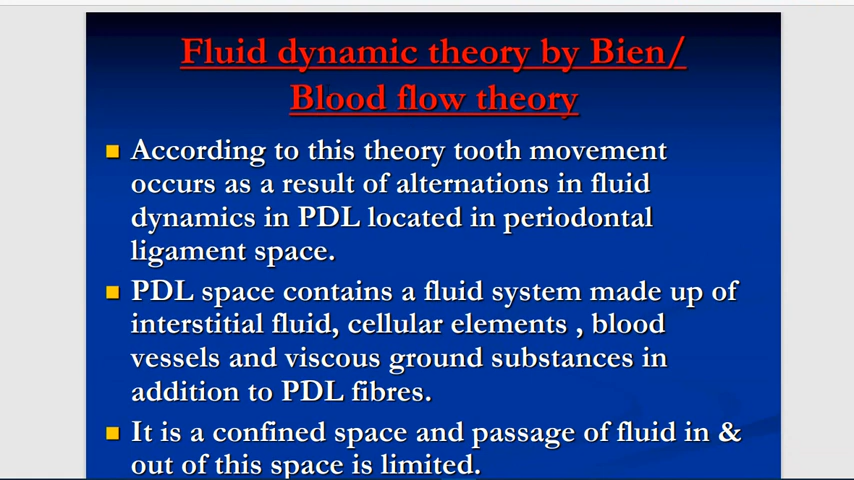 Fluid dynamic theory by Bien/
Blood flow theory
According to this theory tooth movement
occurs as a result of alternations in fluid
dynamics in PDL located in periodontal
ligament space.
PDL space contains a fluid system made up of
interstitial fluid, cellular elements , blood
vessels and viscous ground substances in
addition to PDL fibres.
It is a confined space and passage of fluid in &
out of this space is limited.